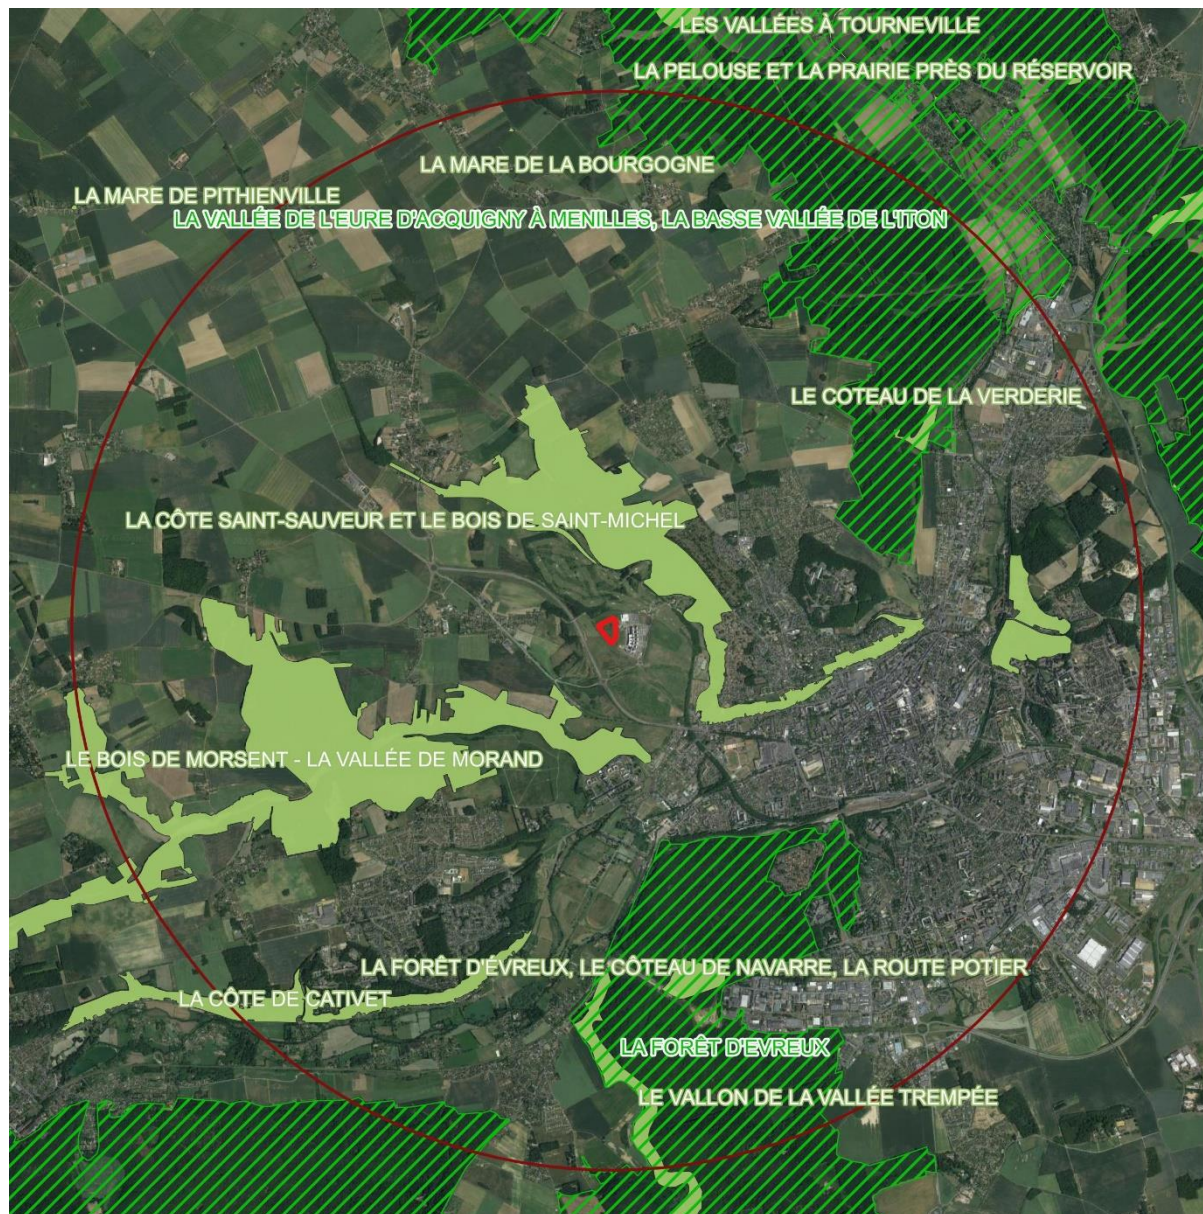 LES VALLÉES À TOURNEVILLE
LA PELOUSE ET LA PRAIRIE PRÈS DU RÉSERVOIR
LA MARE DE LA BOURGOGNE
LA MARE DE PITHIENVILLE
LA VALLÉE DE L'EURE D'ACQUIGNY À MENILLES, LA BASSE VALLÉE DE L'ITON
LE COTEAU DE LA VERDERIE
LA CÔTE SAINT-SAUVEUR ET LE BOIS DE SAINT-MICHEL
LE BOIS DE MORSENT - LA VALLÉE DE MORAND
LA FORÊT D'ÉVREUX, LE CÔTEAU DE NAVARRE, LA ROUTE POTIER
LA CÔTE DE CATIVET
LA FORÊT D'EVREUX
LE VALLON DE LA VALLÉE TREMPÉE